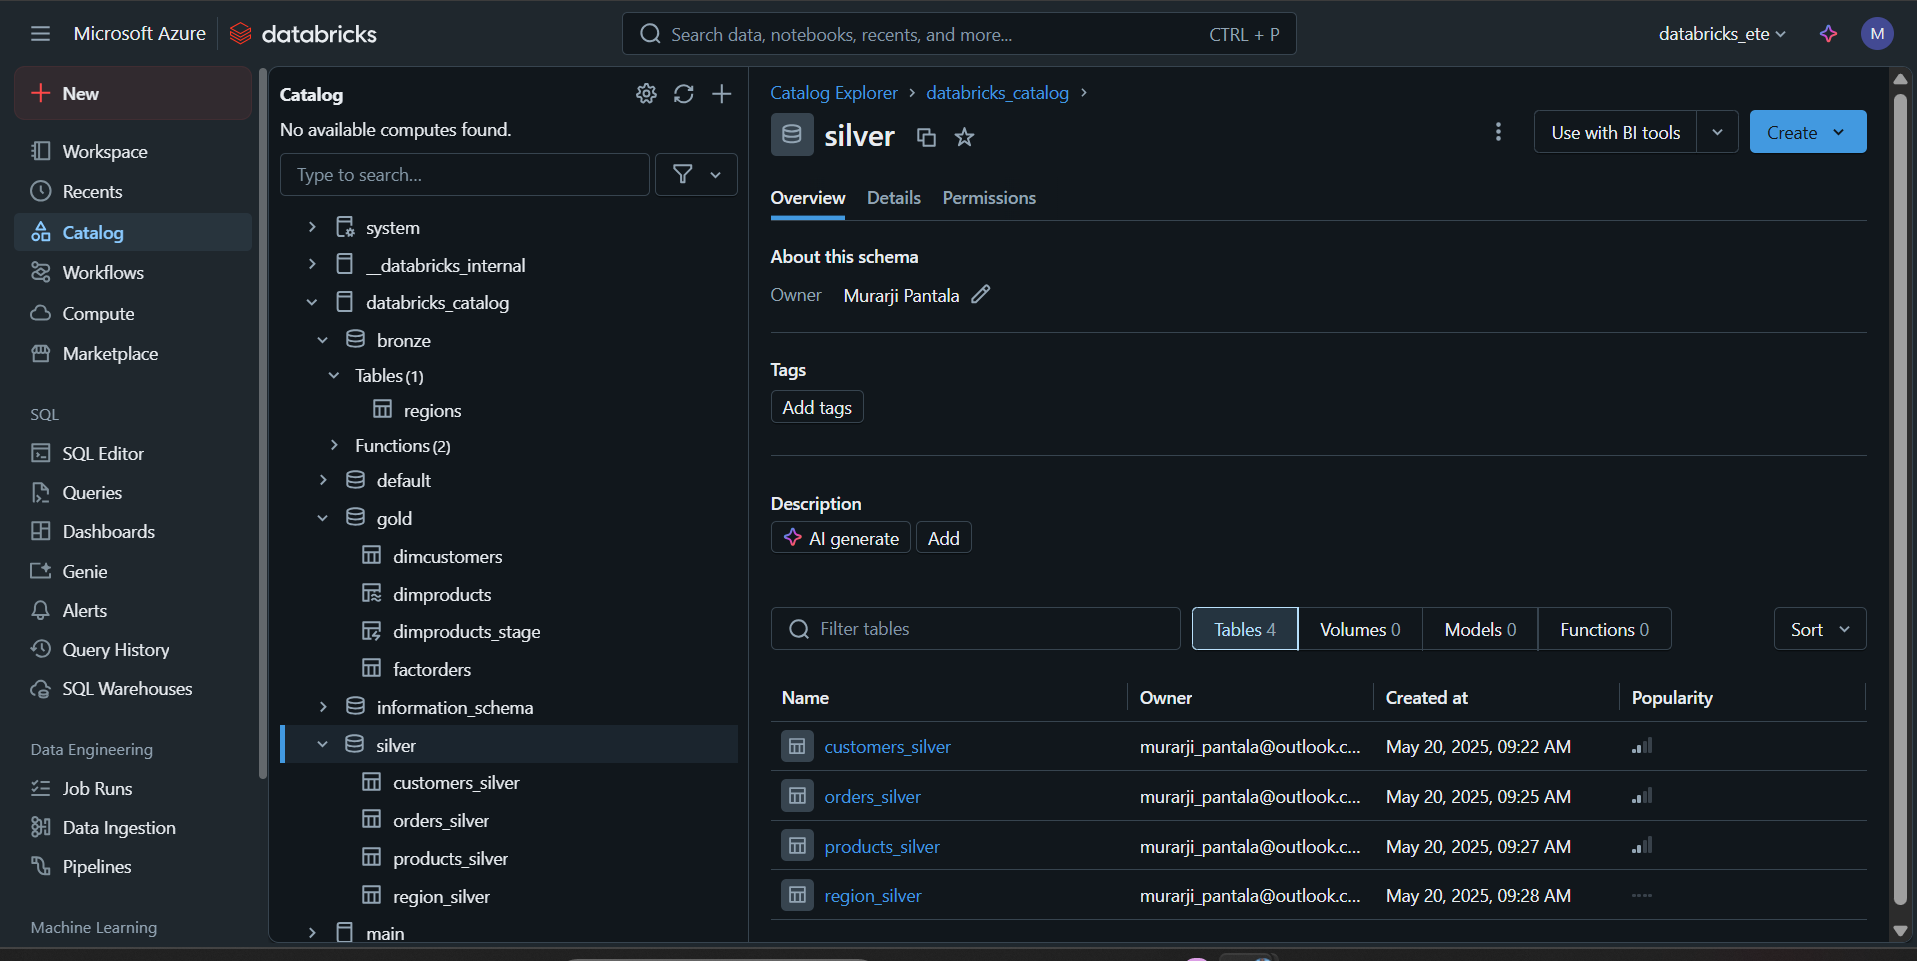 Microsoft Azure
databricks
Search data, notebooks, recents, and more...
CTRL + P
databricks_ete
M
New
Workspace
Recents
Catalog
Workflows
Compute
Marketplace
SQL
SQL Editor
Queries
Dashboards
Genie
Alerts
Query History
SQL Warehouses
Data Engineering
Job Runs
Data Ingestion
Pipelines
Machine Learning
Catalog
No available computes found.
Type to search...
system
__databricks_internal
databricks_catalog
bronze
Tables (1)
regions
Functions (2)
default
gold
dimcustomers
dimproducts
dimproducts_stage
factorders
information_schema
silver
customers_silver
orders_silver
products_silver
region_silver
main
Catalog Explorer > databricks_catalog >
silver
Use with BI tools
Create
Overview Details Permissions
About this schema
Owner Murarji Pantala
Tags
Add tags
Description
AI generate Add
Filter tables
Tables 4 Volumes 0 Models 0 Functions 0
Sort
Name Owner Created at Popularity
customers_silver murarji_pantala@outlook.c... May 20, 2025, 09:22 AM
orders_silver murarji_pantala@outlook.c... May 20, 2025, 09:25 AM
products_silver murarji_pantala@outlook.c... May 20, 2025, 09:27 AM
region_silver murarji_pantala@outlook.c... May 20, 2025, 09:28 AM